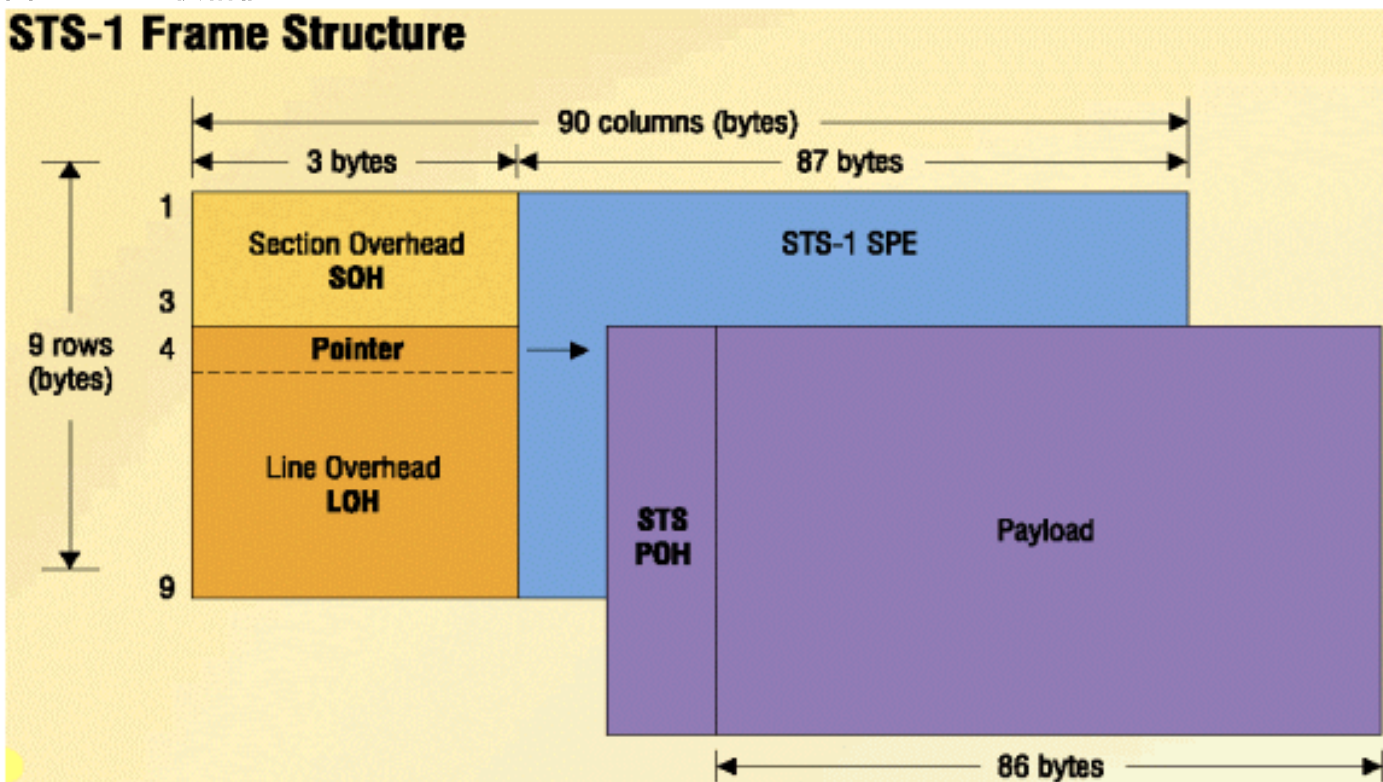 STS-1 Frame Structure
90 columns (bytes)
3 bytes
87 bytes
1
Section Overhead
SOH
STS-1 SPE
3
9 rows
(bytes)
4
Pointer
Line Overhead
LOH
STS
POH
Payload
9
86 bytes